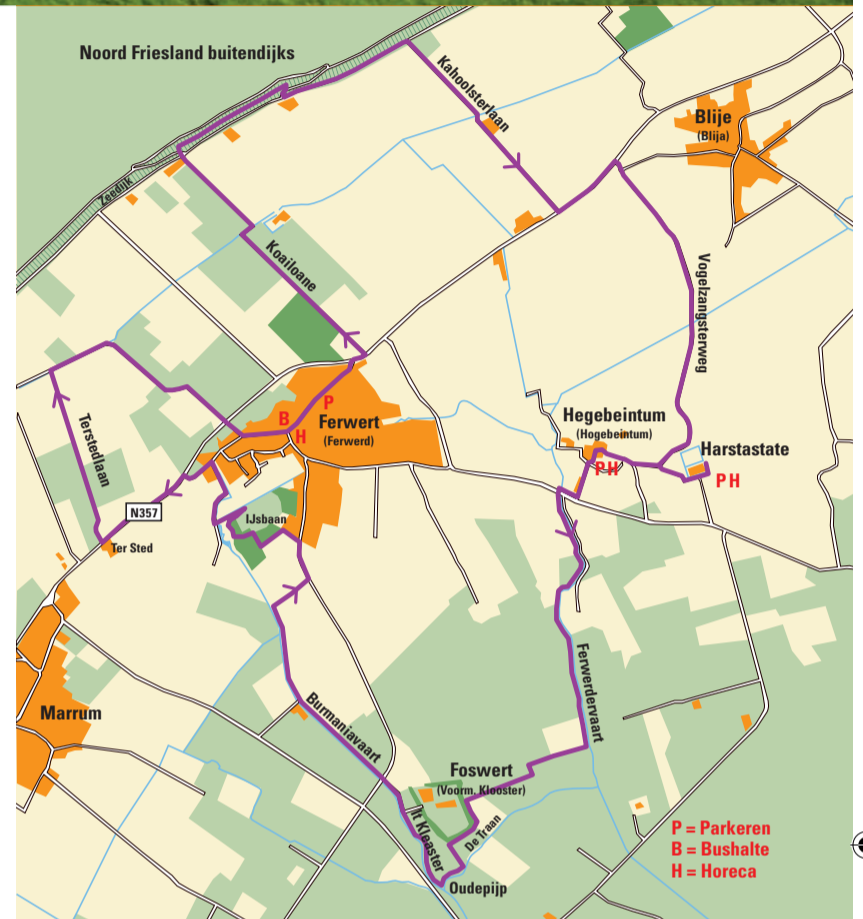 Noord Friesland buitendijks
Kahoolsterlaan
Blije
(Blija)
Zeedijk
Koailoane
Vogelzangsterweg
Terstedlaan
P
B
H
Ferwert
(Ferwerd)
Hegebeintum
(Hogebeintum)
PH
Harstastate
PH
N357
IJsbaan
Ter Sted
Ferwerdervaart
Marrum
Burmaniavaart
Foswert
(Voorm. Klooster)
It Kleaster
De Traan
Oudepijp
P = Parkeren
B = Bushalte
H = Horeca